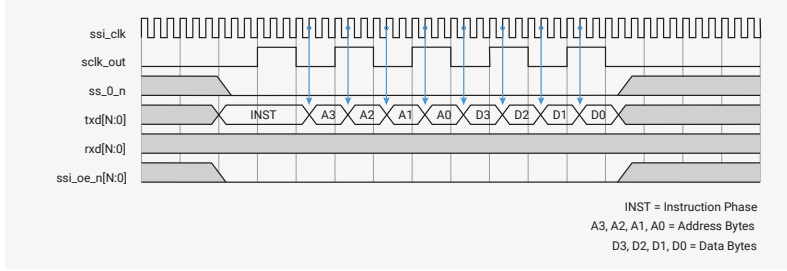 ssi_clk
sclk_out
ss_0_n
txd[N:0] INST A3 A2 A1 A0 D3 D2 D1 D0
rxd[N:0]
ssi_oe_n[N:0]
INST = Instruction Phase
A3, A2, A1, A0 = Address Bytes
D3, D2, D1, D0 = Data Bytes